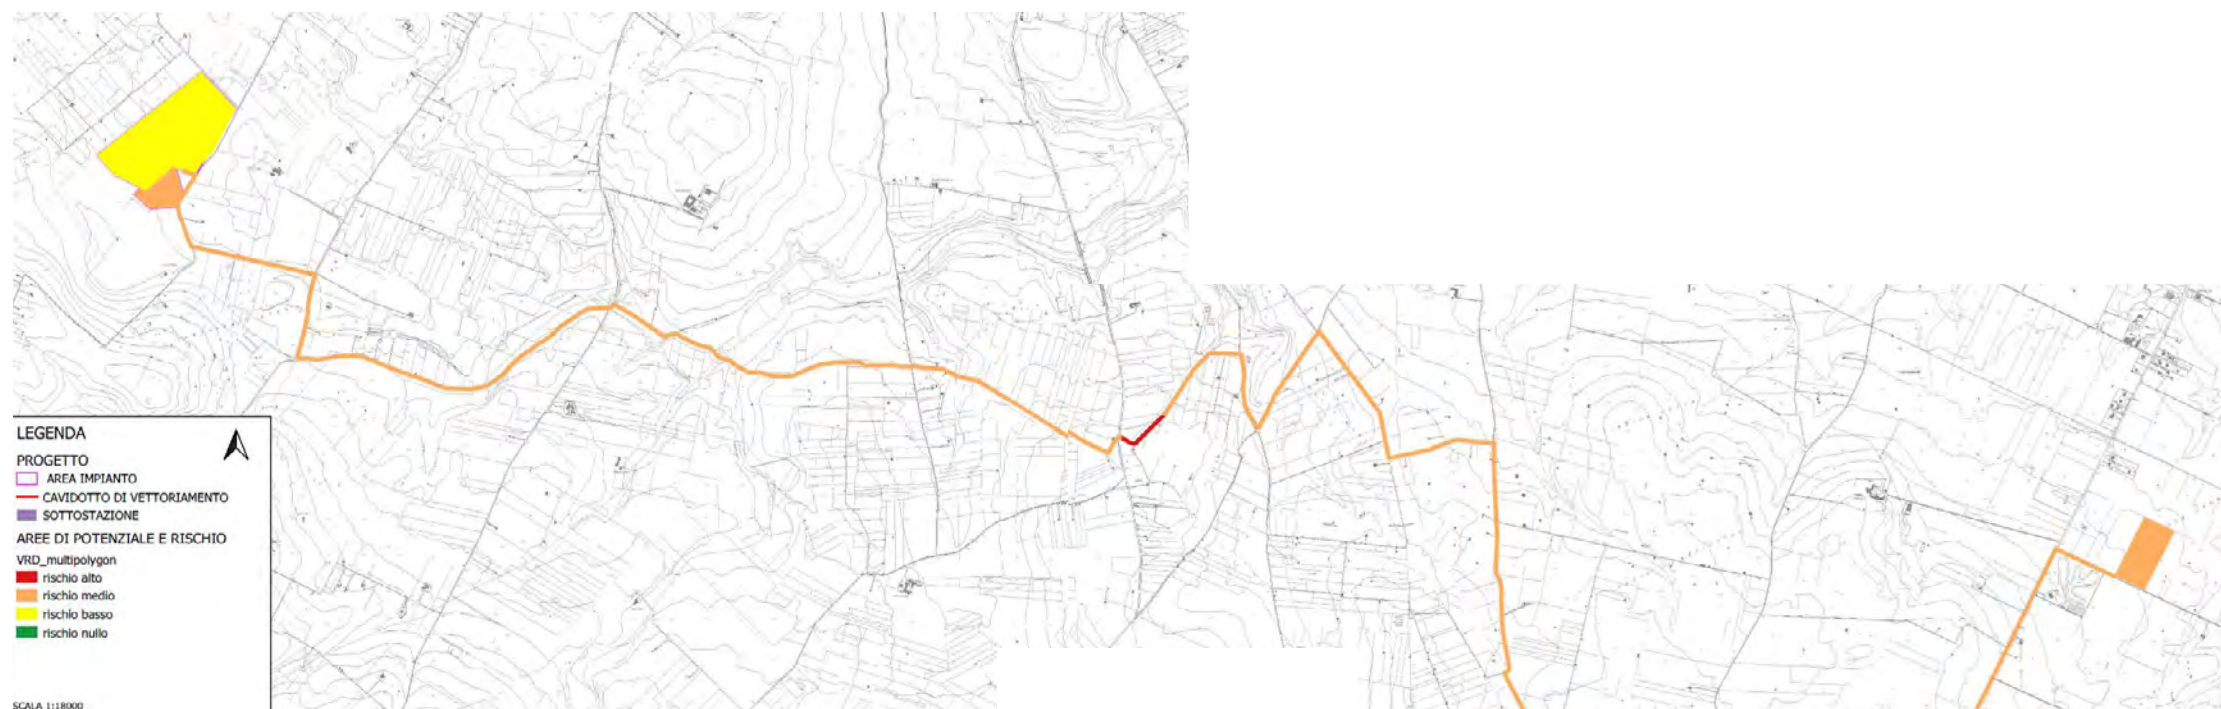 LEGENDA
PROGETTO
AREA IMPIANTO
CAVIDOTTO DI VETTORIAMENTO
SOTTOSTAZIONE
AREE DI POTENZIALE E RISCHIO
VRD_multipolygon
rischio alto
rischio medio
rischio basso
rischio nullo
SCALA 1:18000